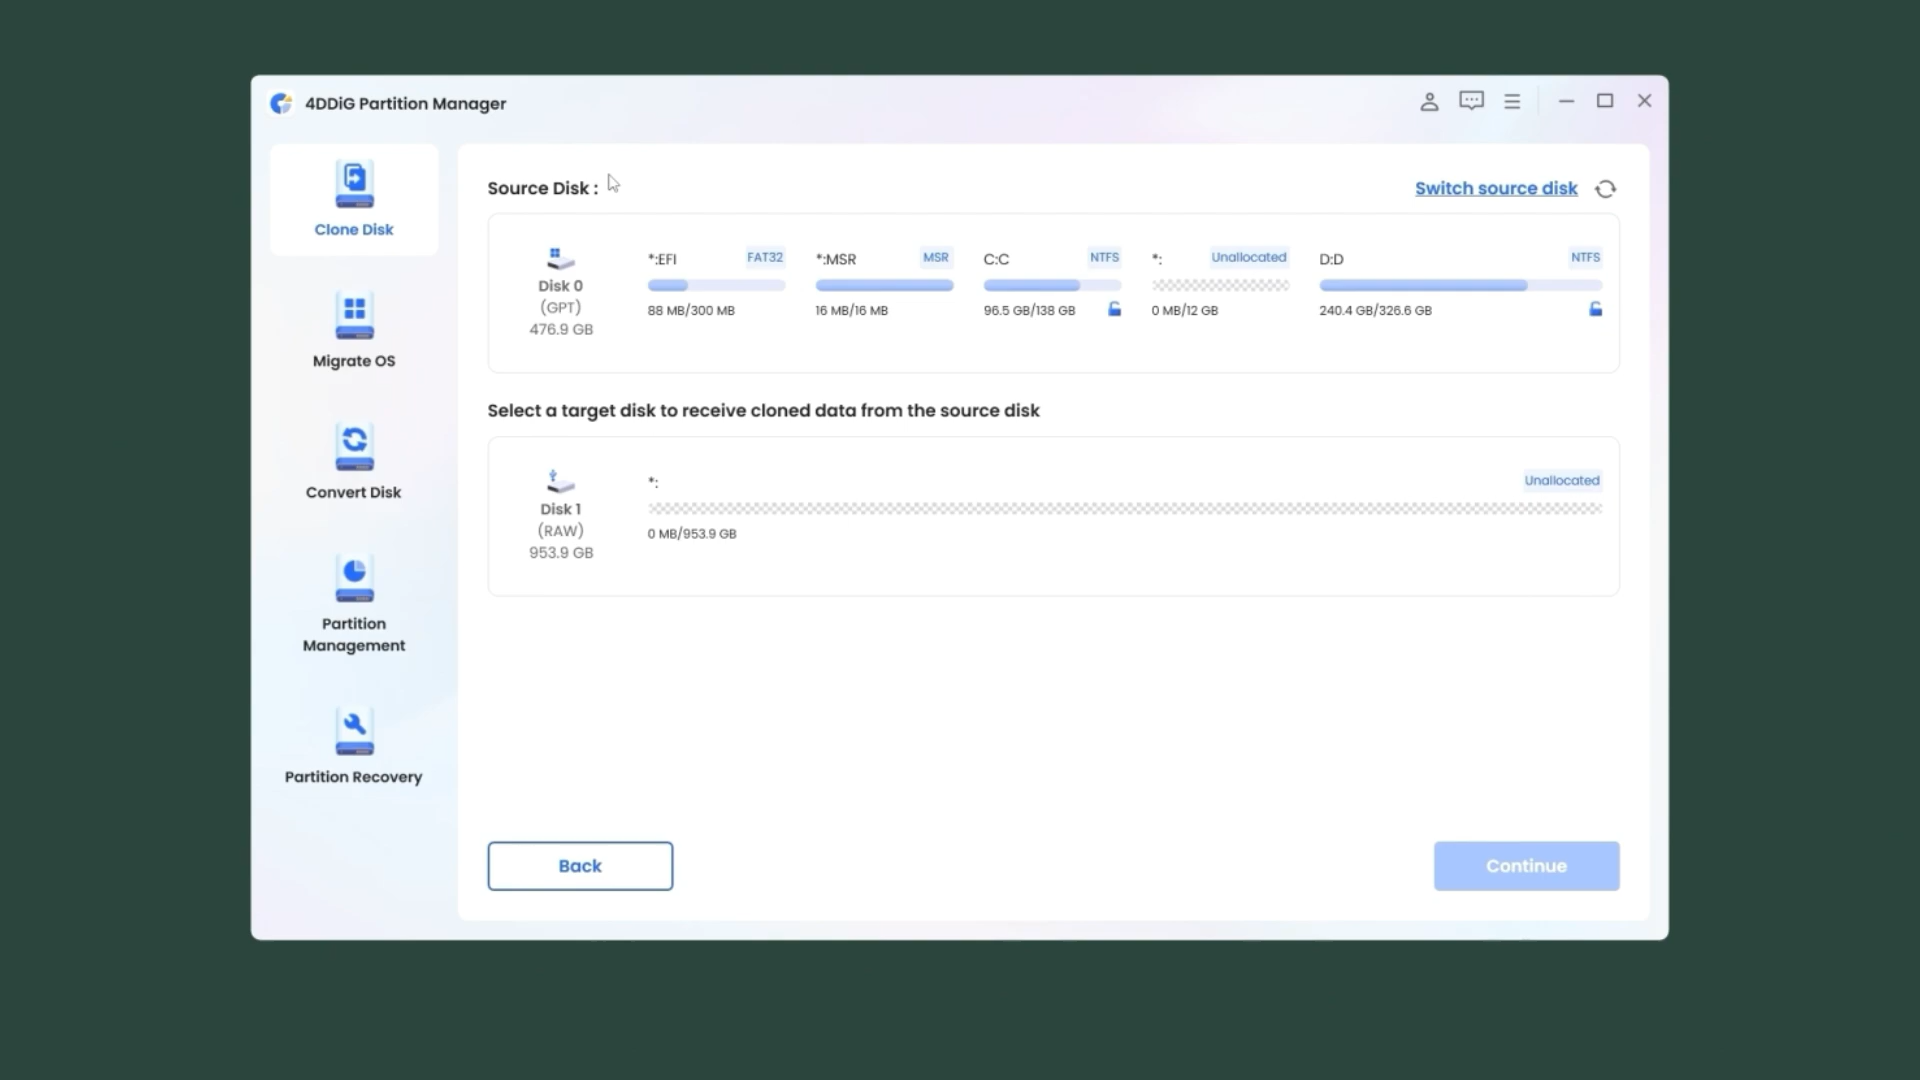 4DDiG Partition Manager
Clone Disk
Migrate OS
Convert Disk
Partition
Management
Partition Recovery
Source Disk :
Switch source disk
Disk 0
(GPT)
476.9 GB
*:EFI FAT32
88 MB/300 MB
*:MSR MSR
16 MB/16 MB
C:C NTFS
96.5 GB/138 GB
*: Unallocated
0 MB/12 GB
D:D NTFS
240.4 GB/326.6 GB
Select a target disk to receive cloned data from the source disk
Disk 1
(RAW)
953.9 GB
*: Unallocated
0 MB/953.9 GB
Back
Continue